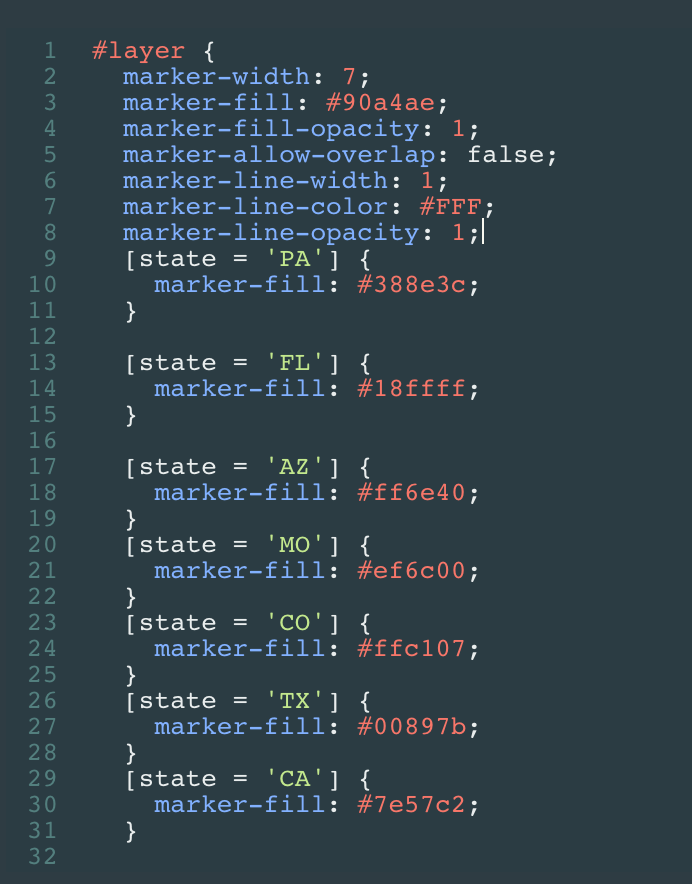 1 #layer {
2 marker-width: 7;
3 marker-fill: #90a4ae;
4 marker-fill-opacity: 1;
5 marker-allow-overlap: false;
6 marker-line-width: 1;
7 marker-line-color: #FFF;
8 marker-line-opacity: 1;
9 [state = 'PA'] {
10 marker-fill: #388e3c;
11 }
12
13 [state = 'FL'] {
14 marker-fill: #18ffff;
15 }
16
17 [state = 'AZ'] {
18 marker-fill: #ff6e40;
19 }
20 [state = 'MO'] {
21 marker-fill: #ef6c00;
22 }
23 [state = 'CO'] {
24 marker-fill: #ffc107;
25 }
26 [state = 'TX'] {
27 marker-fill: #00897b;
28 }
29 [state = 'CA'] {
30 marker-fill: #7e57c2;
31 }
32